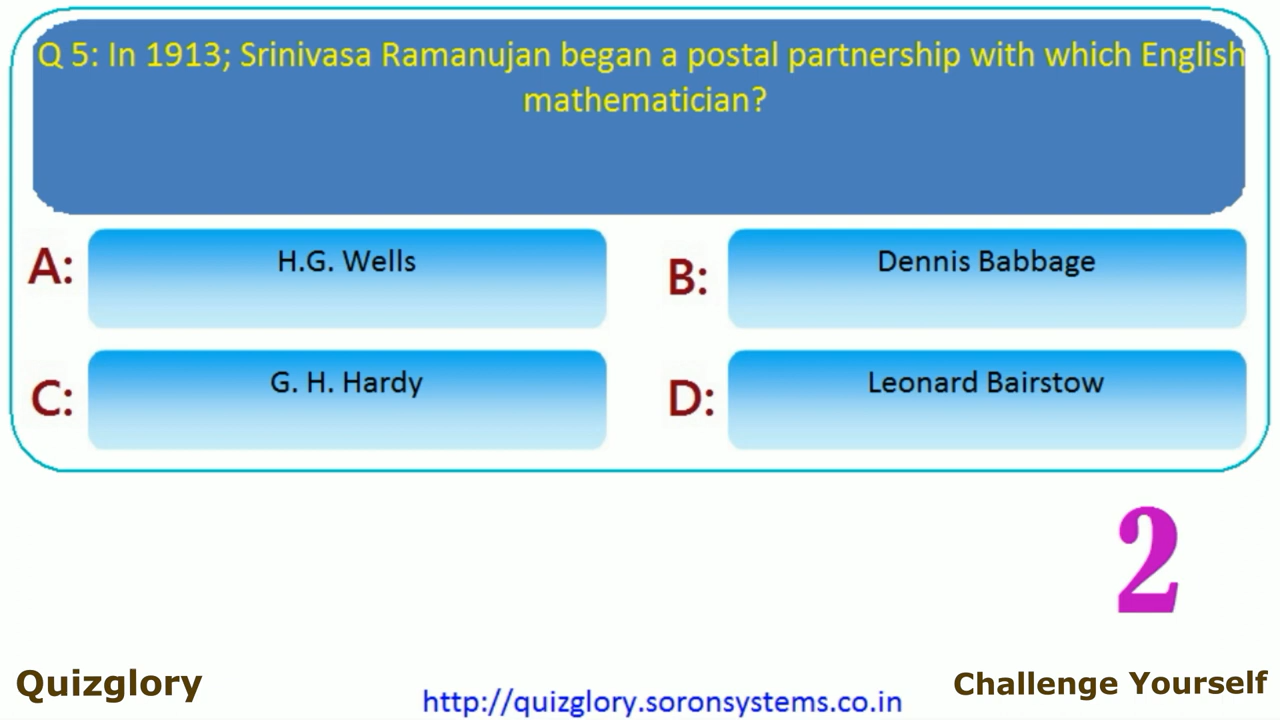 Q 5: In 1913; Srinivasa Ramanujan began a postal partnership with which English
mathematician?
A: H.G. Wells
B: Dennis Babbage
C: G. H. Hardy
D: Leonard Bairstow
2
Quizglory
http://quizglory.soronsystems.co.in
Challenge Yourself